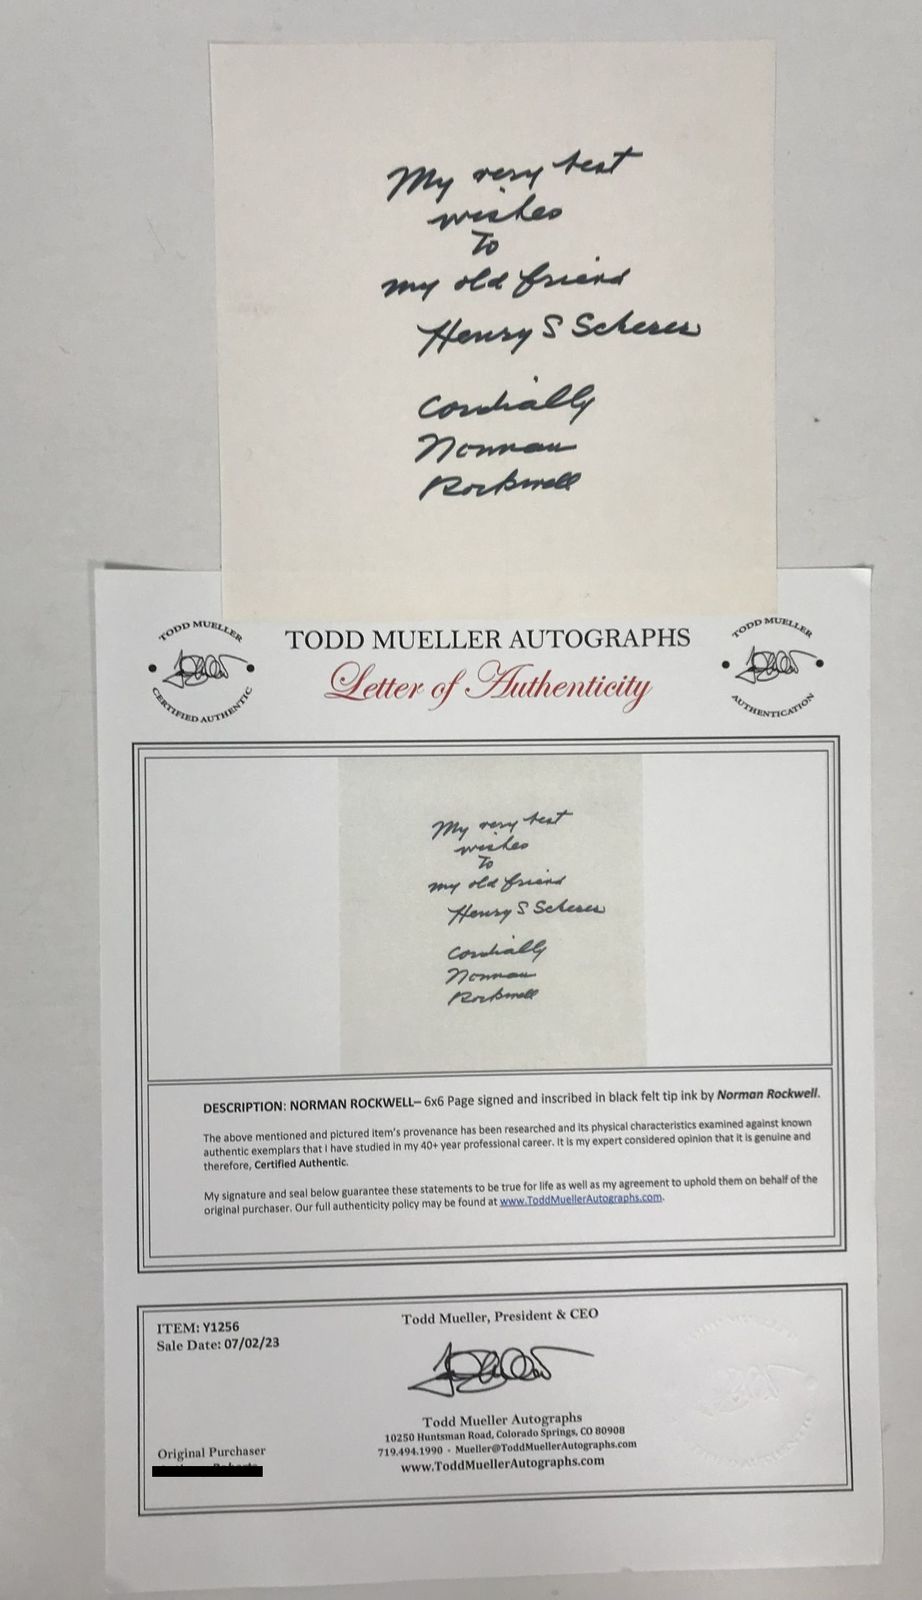 My very best
wishes
To
my old friend
Henry S Scherer
Cordially
Norman
Rockwell
TODD MUELLER
CERTIFIED AUTHENTIC
TODD MUELLER AUTOGRAPHS
Letter of Authenticity
TODD MUELLER
AUTHENTICATION
My very best
wishes
To
my old friend
Henry S Scherer
Cordially
Norman
Rockwell
DESCRIPTION: NORMAN ROCKWELL– 6x6 Page signed and inscribed in black felt tip ink by Norman Rockwell.
The above mentioned and pictured item's provenance has been researched and its physical characteristics examined against known
authentic exemplars that I have studied in my 40+ year professional career. It is my expert considered opinion that it is genuine and
therefore, Certified Authentic.
My signature and seal below guarantee these statements to be true for life as well as my agreement to uphold them on behalf of the
original purchaser. Our full authenticity policy may be found at www.ToddMuellerAutographs.com.
ITEM: Y1256
Sale Date: 07/02/23
Original Purchaser
Todd Mueller, President & CEO
Todd Mueller Autographs
10250 Huntsman Road, Colorado Springs, CO 80908
719.494.1990 · Mueller@ToddMuellerAutographs.com
www.ToddMuellerAutographs.com